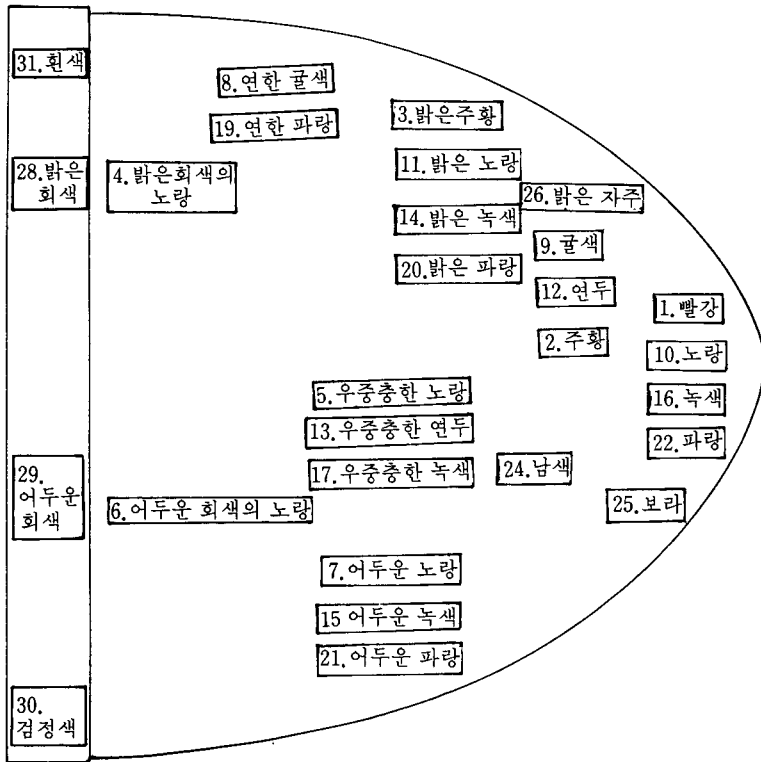 31.흰색
8.연한 귤색
19.연한 파랑
3.밝은주황
28.밝은
회색
4.밝은회색의
노랑
11.밝은 노랑
26.밝은 자주
14.밝은 녹색
9.귤색
20.밝은 파랑
12.연두
1.빨강
2.주황
10.노랑
5.우중충한 노랑
16.녹색
13.우중충한 연두
22.파랑
17.우중충한 녹색
24.남색
29.
어두운
회색
6.어두운 회색의 노랑
25.보라
7.어두운 노랑
15 어두운 녹색
21.어두운 파랑
30.
검정색